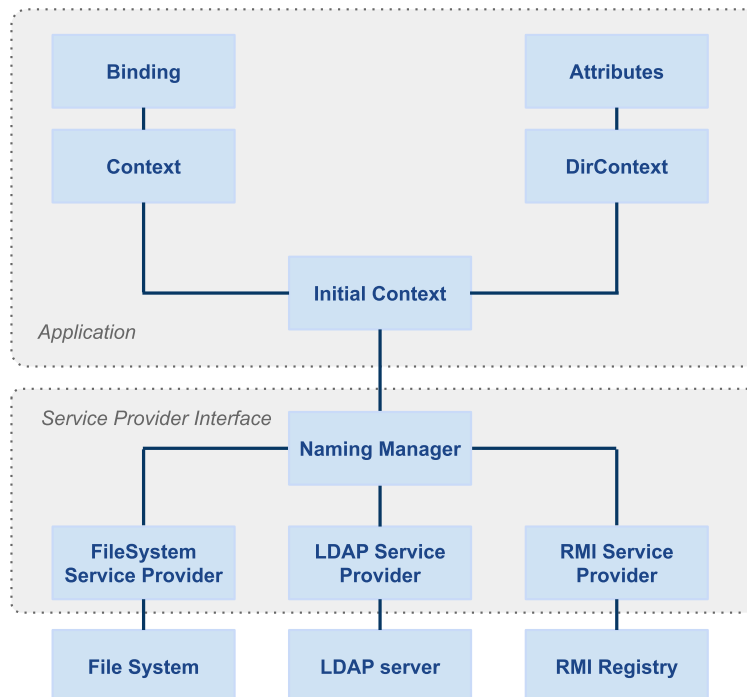 Binding
Attributes
Context
DirContext
Initial Context
Application
Service Provider Interface
Naming Manager
FileSystem
Service Provider
LDAP Service
Provider
RMI Service
Provider
File System
LDAP server
RMI Registry